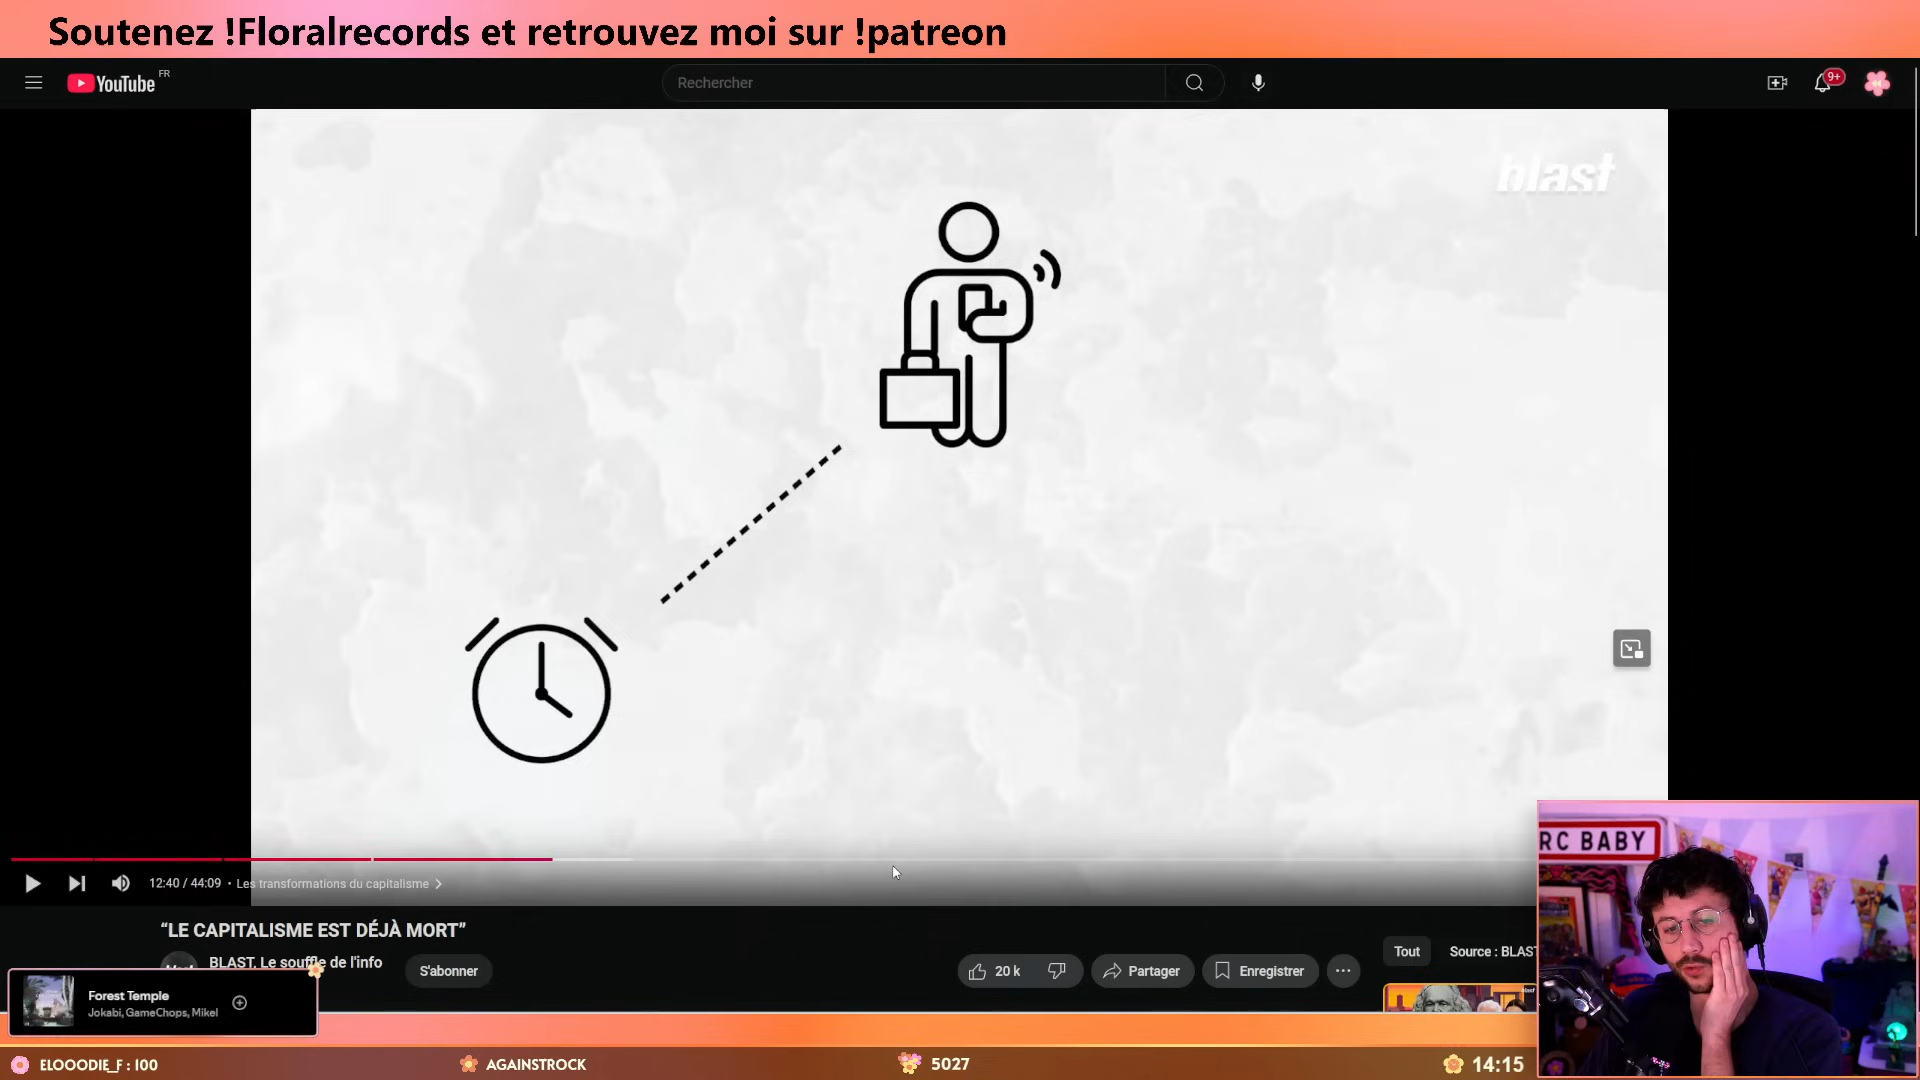 Soutenez !Floralrecords et retrouvez moi sur !patreon
YouTube FR
Rechercher
9+
blast
12:40 / 44:09 • Les transformations du capitalisme
“LE CAPITALISME EST DÉJÀ MORT”
BLAST, Le souffle de l'info
S'abonner
20 k
Partager
Enregistrer
Tout
Source : BLAST
RC BABY
Forest Temple
Jokabi, GameChops, Mikel
ELOOODIE_F : 100
AGAINSTROCK
5027
14:15